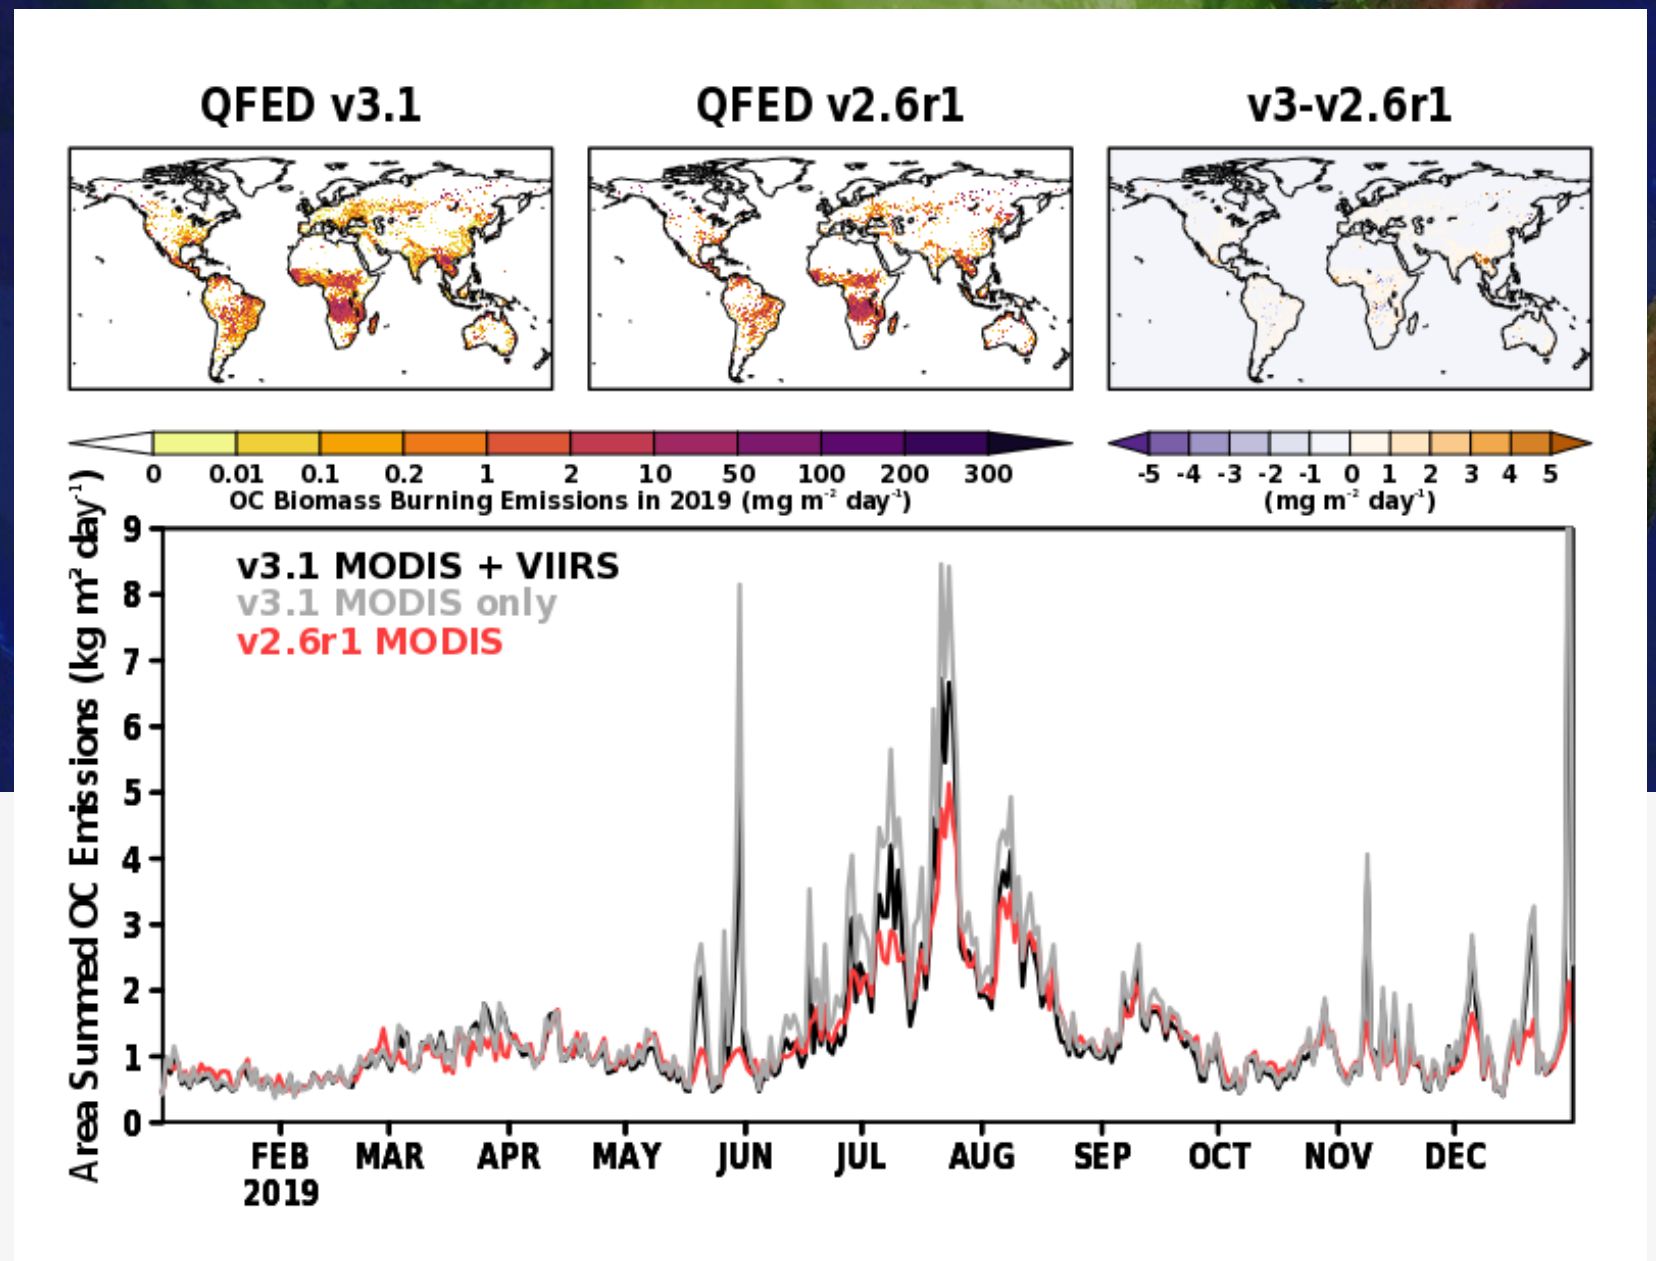 QFED v3.1 QFED v2.6r1 v3-v2.6r1
0 0.01 0.1 0.2 1 2 10 50 100 200 300 -5 -4 -3 -2 -1 0 1 2 3 4 5
OC Biomass Burning Emissions in 2019 (mg m⁻² day⁻¹) (mg m⁻² day⁻¹)
Area Summed OC Emissions (kg m² day⁻¹)
9
8
7
6
5
4
3
2
1
0
v3.1 MODIS + VIIRS
v3.1 MODIS only
v2.6r1 MODIS
FEB MAR APR MAY JUN JUL AUG SEP OCT NOV DEC
2019